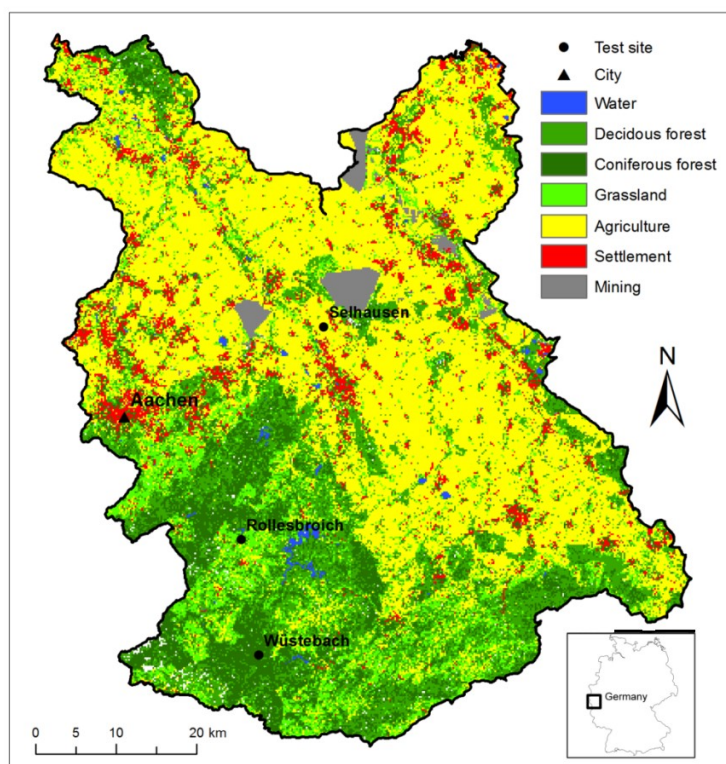 Test site
City
Water
Decidous forest
Coniferous forest
Grassland
Agriculture
Settlement
Mining
Selhausen
N
Aachen
Rollesbroich
Wüstebach
Germany
0 5 10 20 km